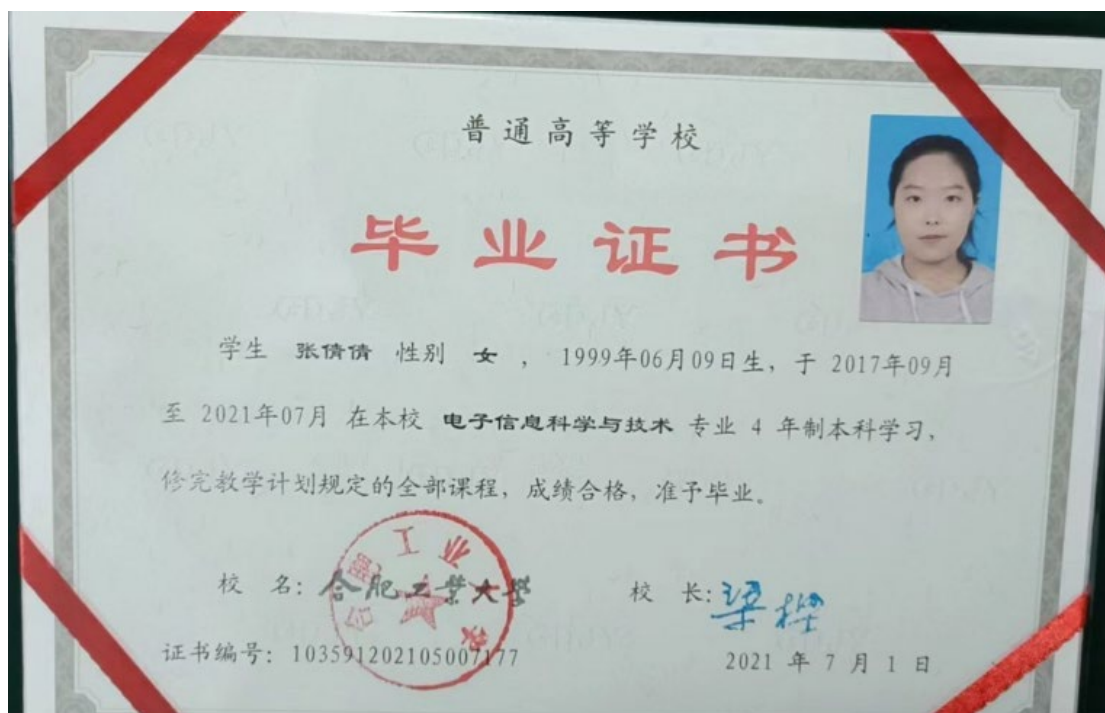 普通高等学校
毕业证书
学生 张倩倩 性别 女 , 1999年06月09日生, 于 2017年09月
至 2021年07月 在本校 电子信息科学与技术 专业 4 年制本科学习,
修完教学计划规定的全部课程, 成绩合格, 准予毕业。
校 名: 合肥工业大學 校 长: 梁樑
证书编号: 103591202105007177 2021 年 7 月 1 日